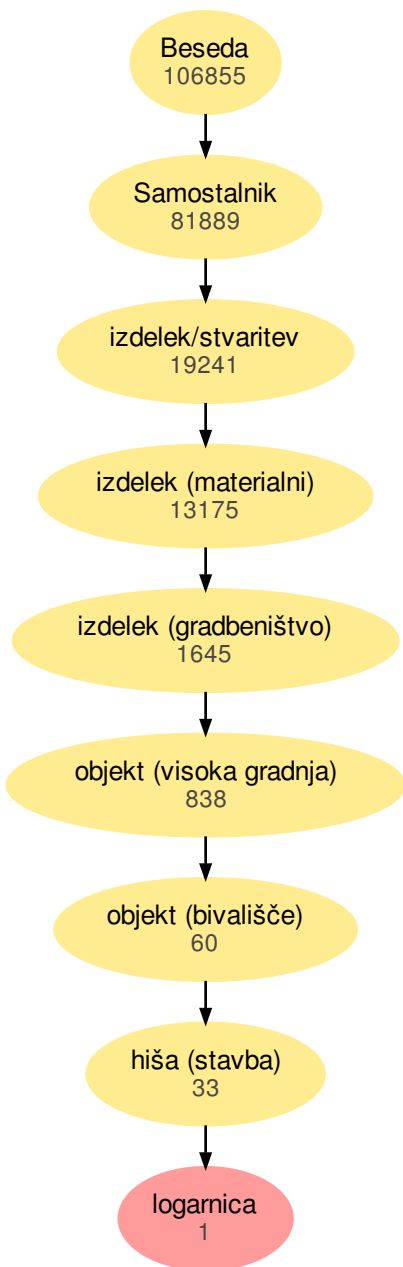 Beseda
106855
Samostalnik
81889
izdelek/stvaritev
19241
izdelek (materialni)
13175
izdelek (gradbeništvo)
1645
objekt (visoka gradnja)
838
objekt (bivališče)
60
hiša (stavba)
33
logarnica
1